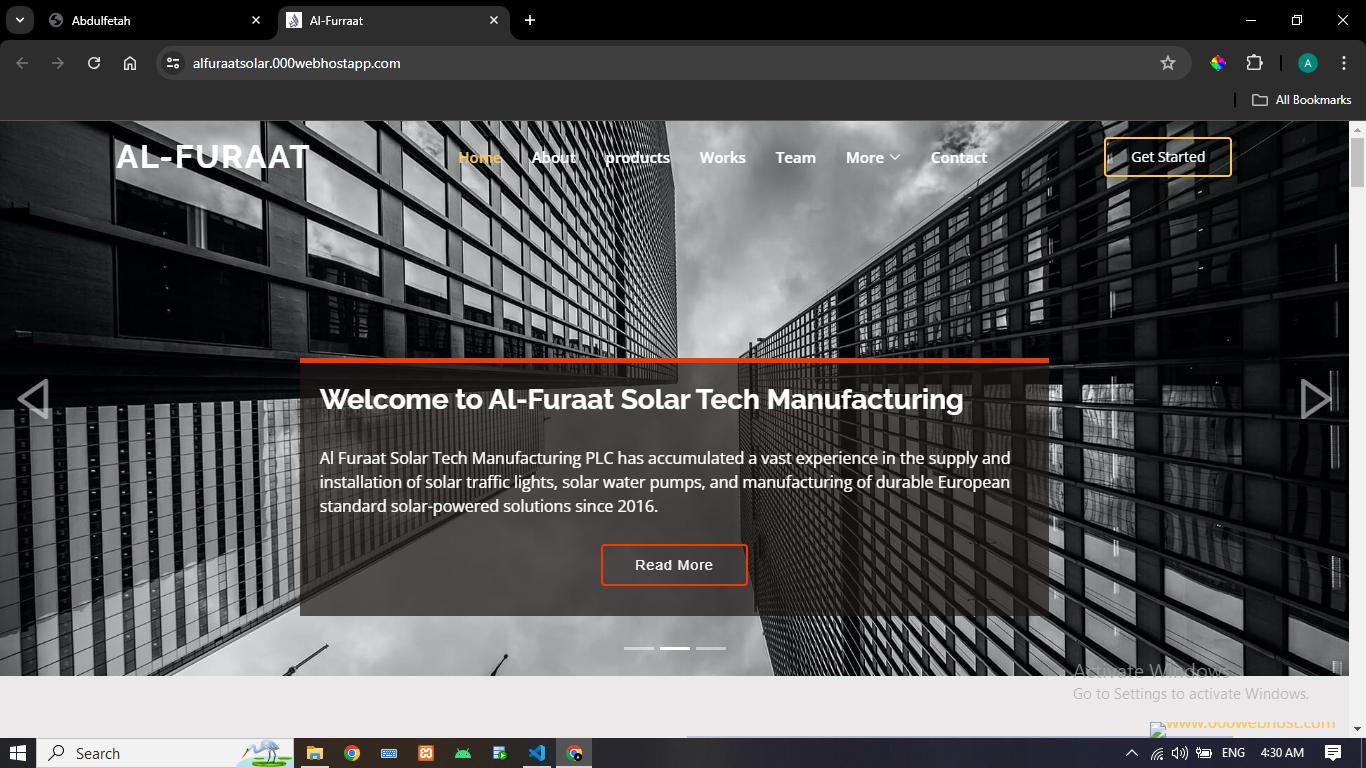 Abdulfetah
Al-Furraat
alfuraatsolar.000webhostapp.com
A
All Bookmarks
AL-FURAAT
Home
About
products
Works
Team
More
Contact
Get Started
Welcome to Al-Furaat Solar Tech Manufacturing
Al Furaat Solar Tech Manufacturing PLC has accumulated a vast experience in the supply and
installation of solar traffic lights, solar water pumps, and manufacturing of durable European
standard solar-powered solutions since 2016.
Read More
Activate Windows
Go to Settings to activate Windows.
www.000webhost.com
Search
ENG
4:30 AM